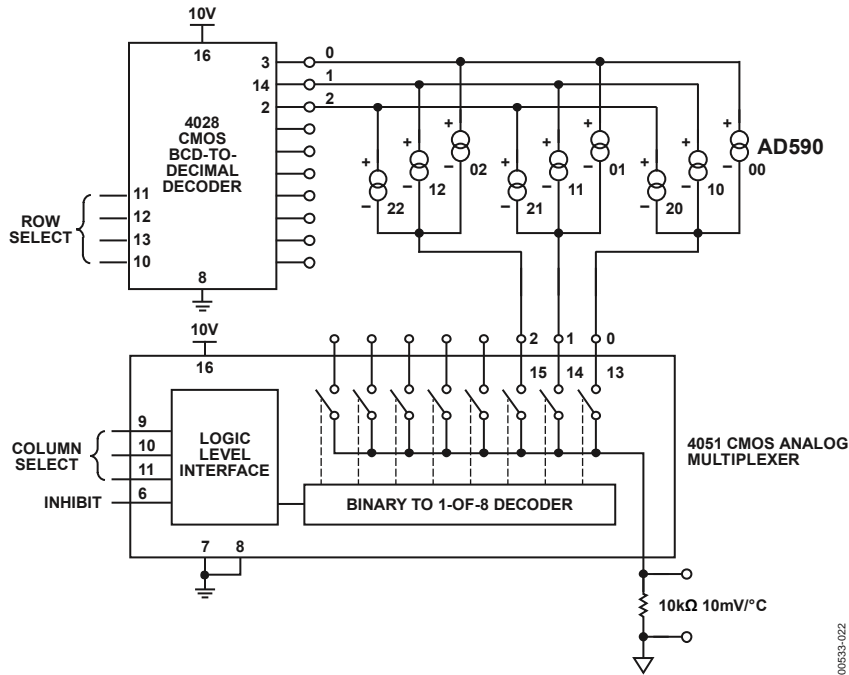 10V
16
3
0
14
1
2
2
4028
CMOS
BCD-TO-
DECIMAL
DECODER
11
12
13
10
ROW
SELECT
8
+
–
22
+
–
12
+
–
02
+
–
21
+
–
11
+
–
01
+
–
20
+
–
10
+
–
00
AD590
10V
16
2
1
0
15
14
13
9
10
11
6
COLUMN
SELECT
INHIBIT
LOGIC
LEVEL
INTERFACE
BINARY TO 1-OF-8 DECODER
4051 CMOS ANALOG
MULTIPLEXER
7
8
10kΩ 10mV/°C
00533-022